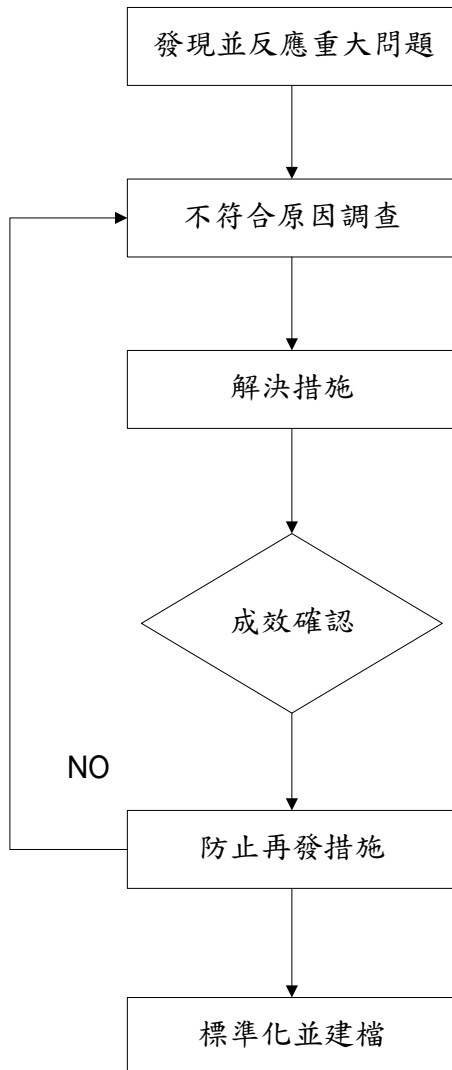 發現並反應重大問題
不符合原因調查
解決措施
成效確認
NO
防止再發措施
標準化並建檔